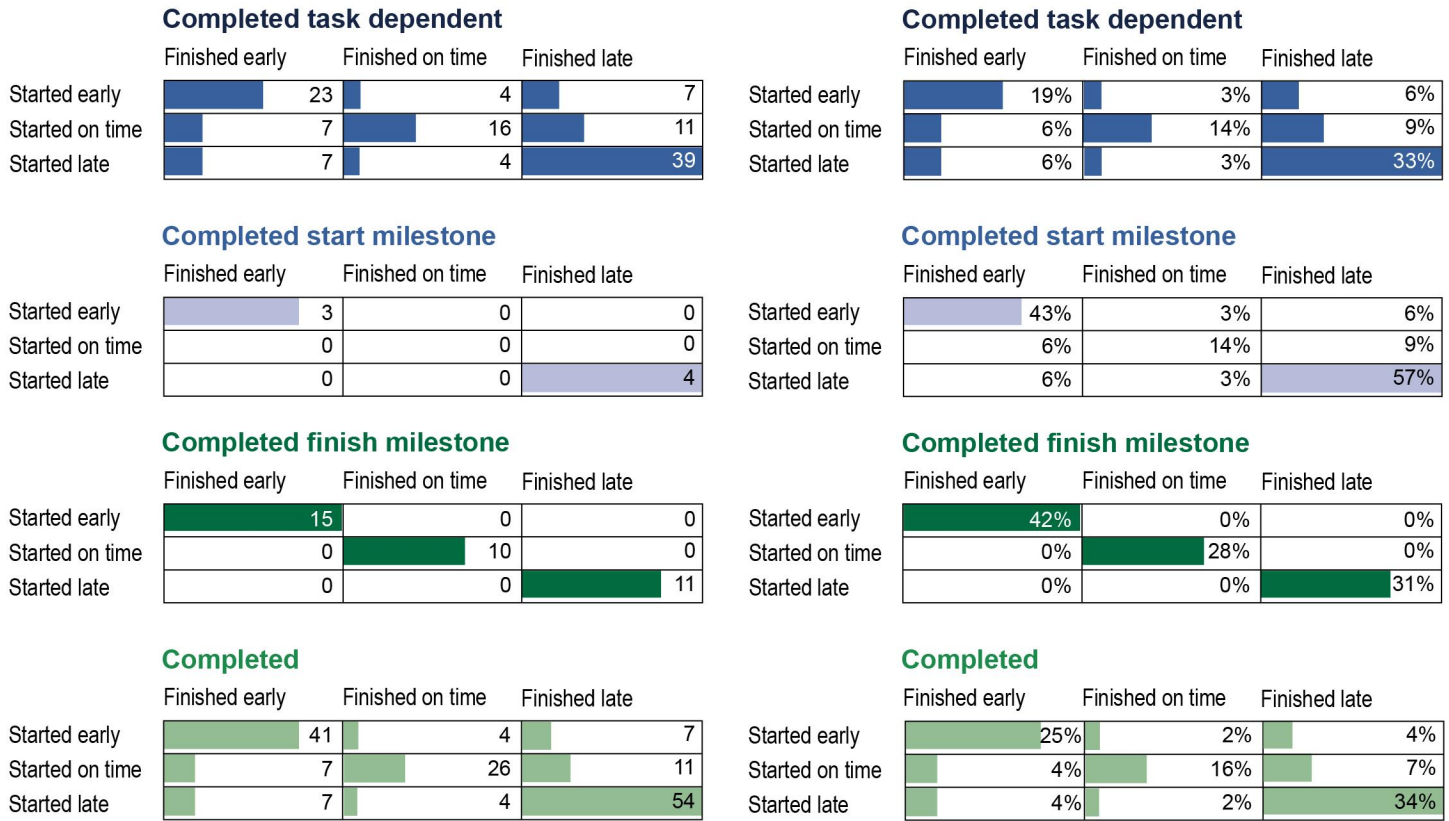 Completed task dependent
Finished early Finished on time Finished late
Started early 23 4 7
Started on time 7 16 11
Started late 7 4 39
Completed task dependent
Finished early Finished on time Finished late
Started early 19% 3% 6%
Started on time 6% 14% 9%
Started late 6% 3% 33%
Completed start milestone
Finished early Finished on time Finished late
Started early 3 0 0
Started on time 0 0 0
Started late 0 0 4
Completed start milestone
Finished early Finished on time Finished late
Started early 43% 3% 6%
Started on time 6% 14% 9%
Started late 6% 3% 57%
Completed finish milestone
Finished early Finished on time Finished late
Started early 15 0 0
Started on time 0 10 0
Started late 0 0 11
Completed finish milestone
Finished early Finished on time Finished late
Started early 42% 0% 0%
Started on time 0% 28% 0%
Started late 0% 0% 31%
Completed
Finished early Finished on time Finished late
Started early 41 4 7
Started on time 7 26 11
Started late 7 4 54
Completed
Finished early Finished on time Finished late
Started early 25% 2% 4%
Started on time 4% 16% 7%
Started late 4% 2% 34%